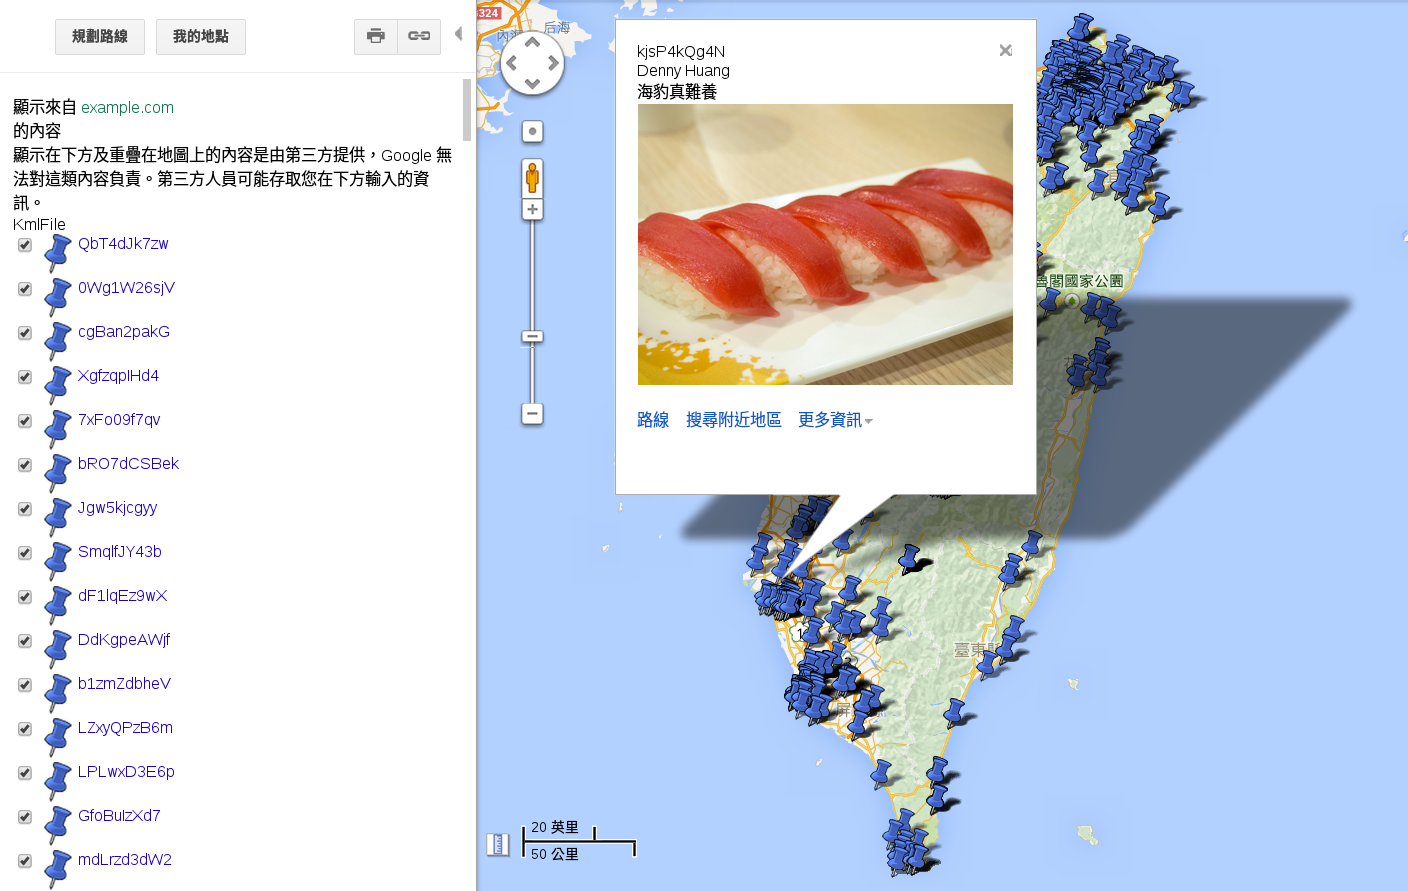 規劃路線
我的地點
顯示來自 example.com
的內容
顯示在下方及重疊在地圖上的內容是由第三方提供，Google 無
法對這類內容負責。第三方人員可能存取您在下方輸入的資
訊。
KmlFile
QbT4dJk7zw
0Wg1W26sjV
cgBan2pakG
XgfzqpIHd4
7xFo09f7qv
bRO7dCSBek
Jgw5kjcgyy
SmqlfJY43b
dF1lqEz9wX
DdKgpeAWjf
b1zmZdbheV
LZxyQPzB6m
LPLwxD3E6p
GfoBuIzXd7
mdLrzd3dW2
324
后海
kjsP4kQg4N
Denny Huang
海豹真難養
路線 搜尋附近地區 更多資訊
魯閣國家公園
1
2
臺東
屏
20 英里
50 公里